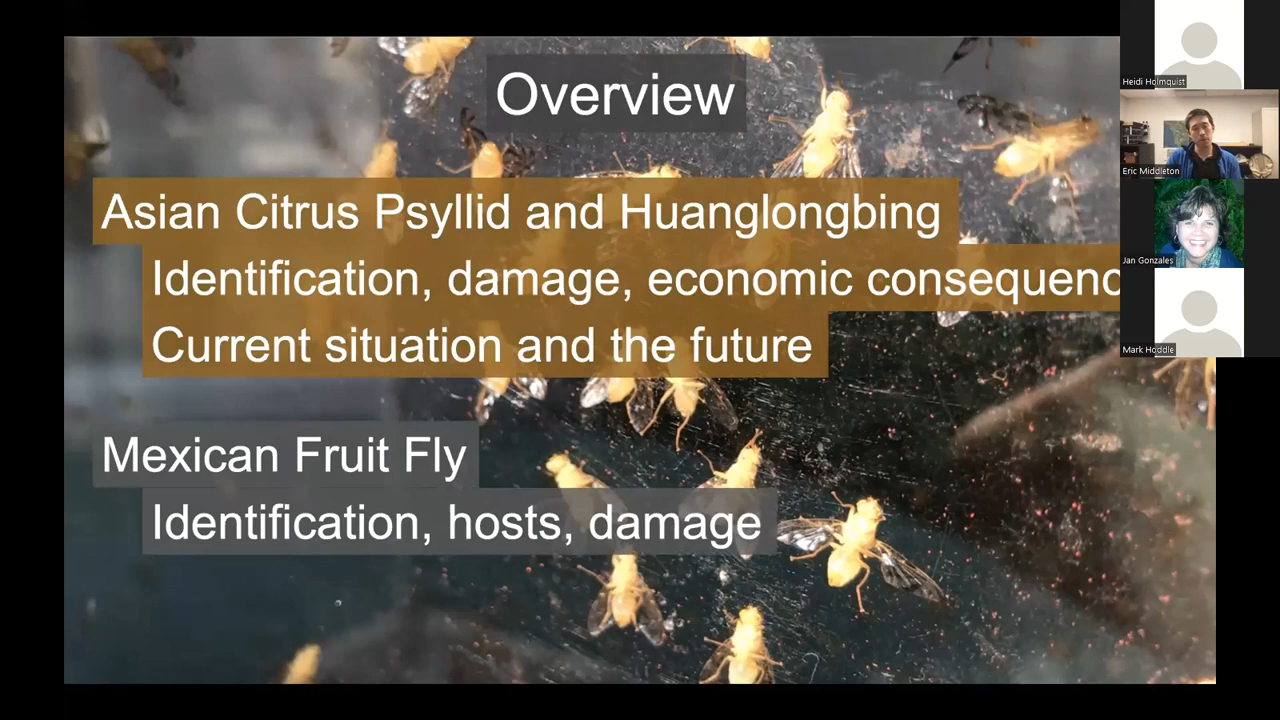 Overview
Asian Citrus Psyllid and Huanglongbing
Identification, damage, economic consequenc
Current situation and the future
Mexican Fruit Fly
Identification, hosts, damage
Heidi Holmquist
Eric Middleton
Jan Gonzales
Mark Hoddle